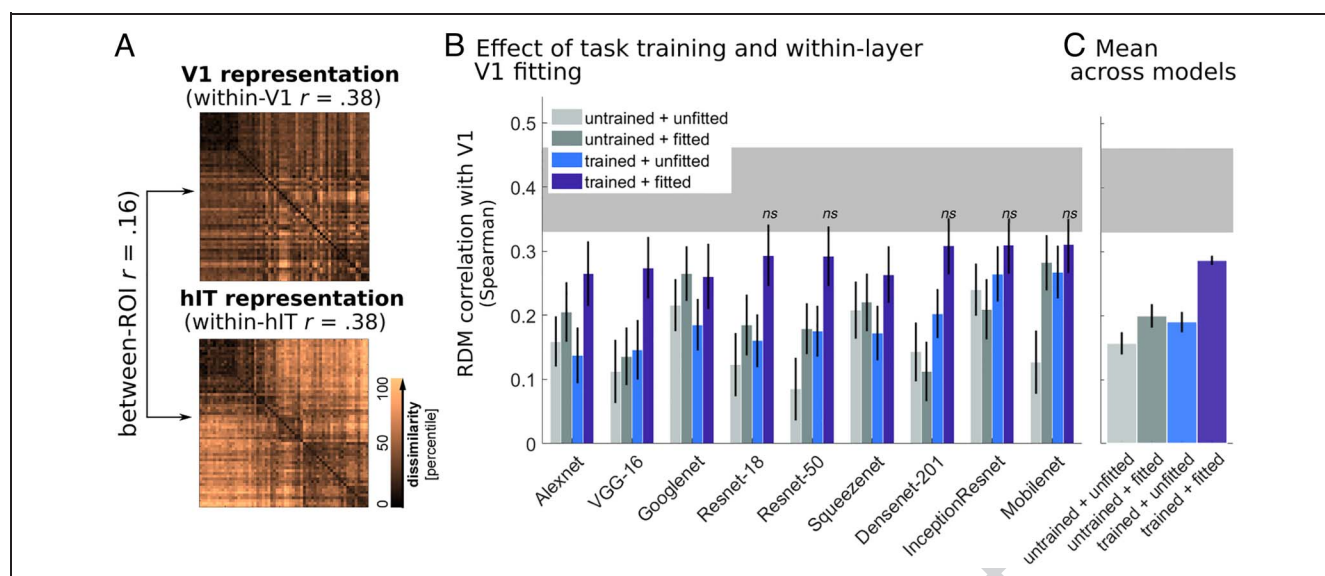 A
V1 representation
(within-V1 r = .38)
between-ROI r = .16)
hIT representation
(within-hIT r = .38)
100
50
0
dissimilarity
[percentile]
B Effect of task training and within-layer
V1 fitting
RDM correlation with V1
(Spearman)
0.5
0.4
0.3
0.2
0.1
0
untrained + unfitted
untrained + fitted
trained + unfitted
trained + fitted
ns
ns
ns
ns
ns
Alexnet
VGG-16
Googlenet
Resnet-18
Resnet-50
Squeezenet
Densenet-201
InceptionResnet
Mobilenet
C Mean
across models
untrained + unfitted
untrained + fitted
trained + unfitted
trained + fitted